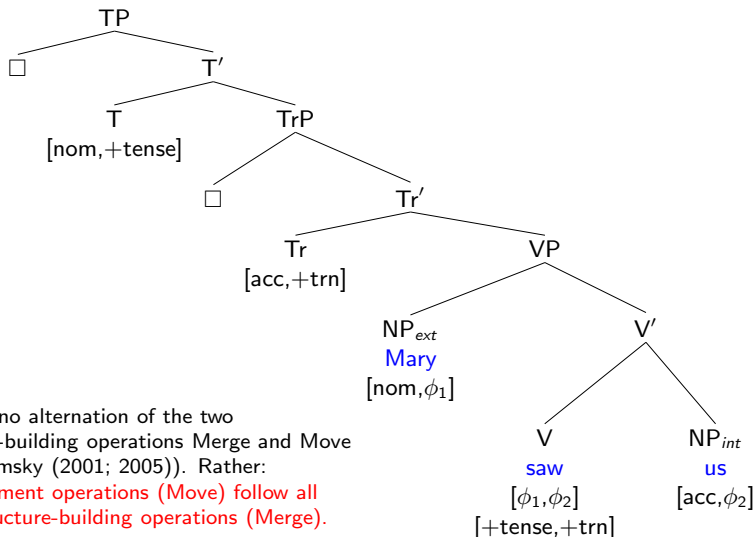 TP
□ T′
T TrP
[nom,+tense]
□ Tr′
Tr VP
[acc,+trn]
NPext V′
Mary
[nom,ϕ1]
no alternation of the two
-building operations Merge and Move
msky (2001; 2005)). Rather:
ment operations (Move) follow all
ucture-building operations (Merge).
V NPint
saw us
[ϕ1,ϕ2] [acc,ϕ2]
[+tense,+trn]